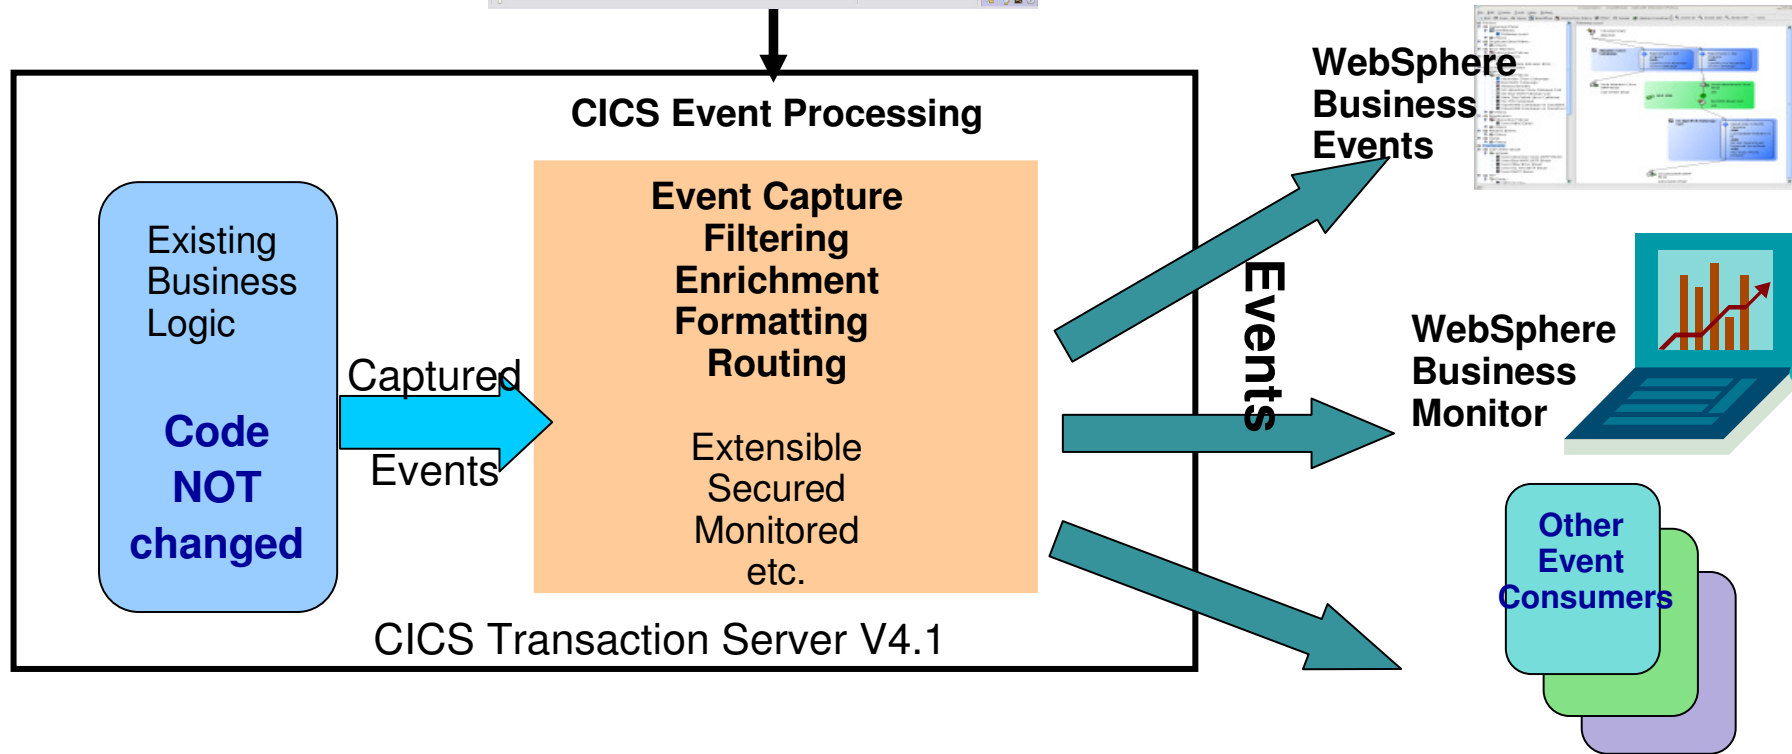 CICS Event Processing
Existing
Business
Logic
Code
NOT
changed
Captured
Events
Event Capture
Filtering
Enrichment
Formatting
Routing
Extensible
Secured
Monitored
etc.
CICS Transaction Server V4.1
Events
WebSphere
Business
Events
WebSphere
Business
Monitor
Other
Event
Consumers